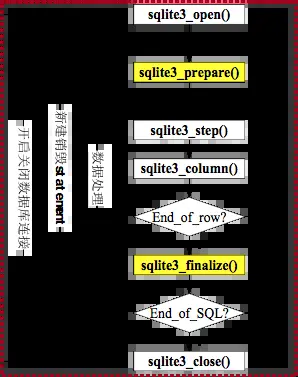 sqlite3_open()
sqlite3_prepare()
sqlite3_step()
sqlite3_column()
End_of_row?
sqlite3_finalize()
End_of_SQL?
sqlite3_close()
数据处理
新建销毁statement
开启关闭数据库连接